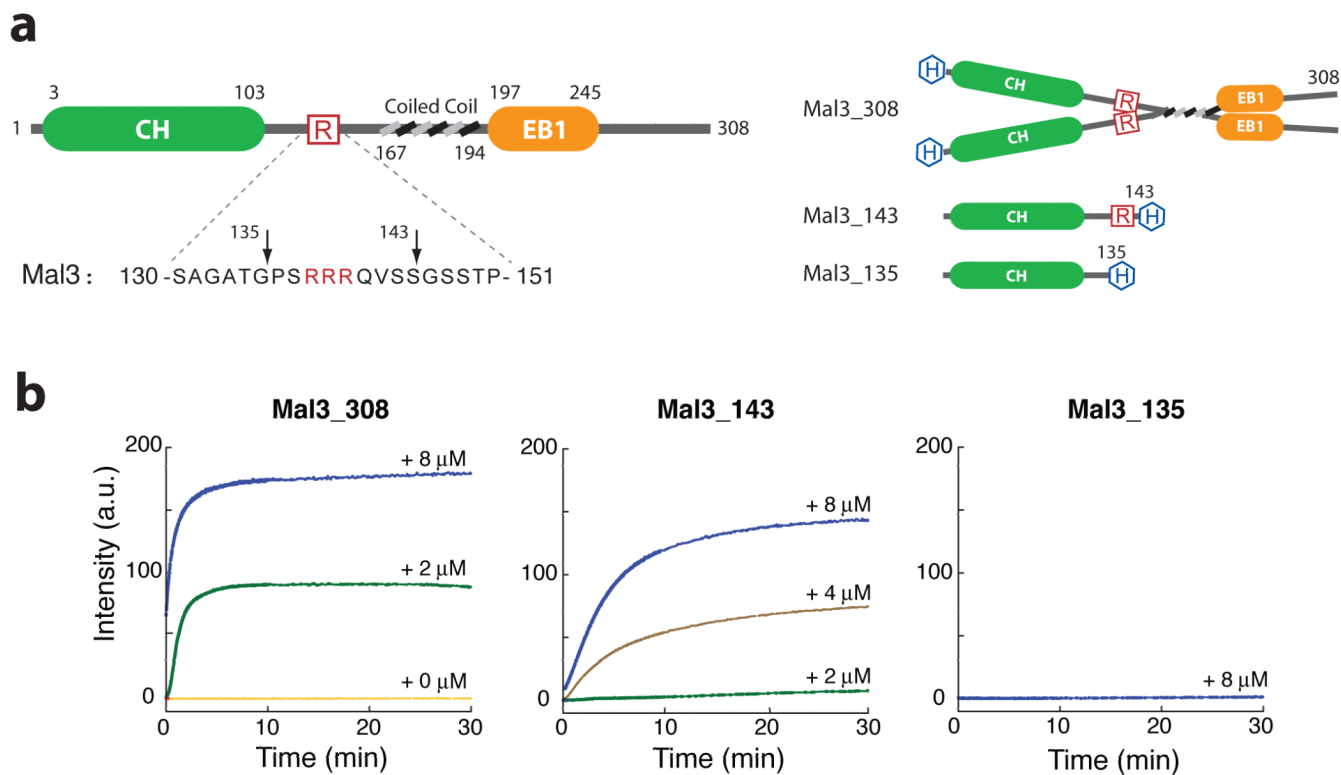 a
3 103 197 245
1 CH R Coiled Coil EB1 308
167 194
135 143
Mal3 : 130 -SAGATGPSRRRQVSSGSSTP- 151
Mal3_308 H CH R EB1 308
H CH R EB1
143
Mal3_143 CH R H
135
Mal3_135 CH H
b
Mal3_308 Mal3_143 Mal3_135
Intensity (a.u.)
200 200 200
+ 8 µM + 8 µM
100 100 100
+ 2 µM + 4 µM
+ 0 µM + 2 µM + 8 µM
0 0 0
0 10 20 30 0 10 20 30 0 10 20 30
Time (min) Time (min) Time (min)